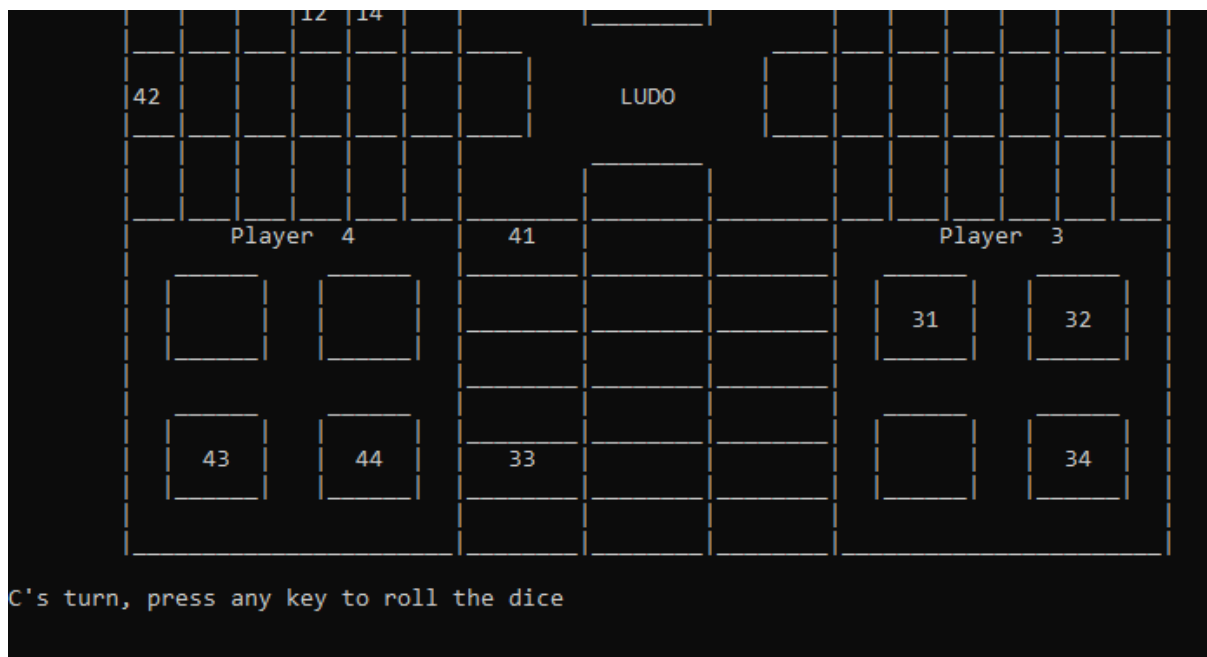 12 14
42 LUDO
Player 4 41 Player 3
31 32
43 44 33 34
C's turn, press any key to roll the dice